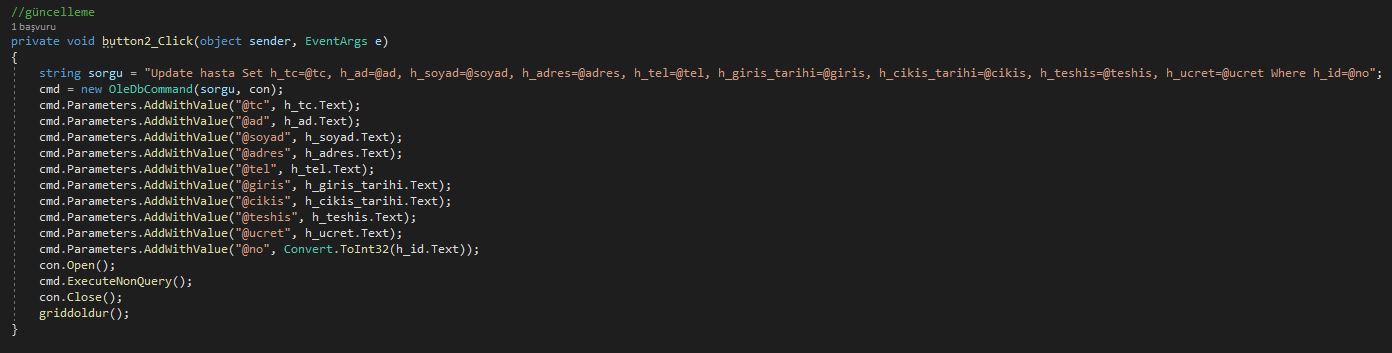 //güncelleme
1 başvuru
private void button2_Click(object sender, EventArgs e)
{
string sorgu = "Update hasta Set h_tc=@tc, h_ad=@ad, h_soyad=@soyad, h_adres=@adres, h_tel=@tel, h_giris_tarihi=@giris, h_cikis_tarihi=@cikis, h_teshis=@teshis, h_ucret=@ucret Where h_id=@no";
cmd = new OleDbCommand(sorgu, con);
cmd.Parameters.AddWithValue("@tc", h_tc.Text);
cmd.Parameters.AddWithValue("@ad", h_ad.Text);
cmd.Parameters.AddWithValue("@soyad", h_soyad.Text);
cmd.Parameters.AddWithValue("@adres", h_adres.Text);
cmd.Parameters.AddWithValue("@tel", h_tel.Text);
cmd.Parameters.AddWithValue("@giris", h_giris_tarihi.Text);
cmd.Parameters.AddWithValue("@cikis", h_cikis_tarihi.Text);
cmd.Parameters.AddWithValue("@teshis", h_teshis.Text);
cmd.Parameters.AddWithValue("@ucret", h_ucret.Text);
cmd.Parameters.AddWithValue("@no", Convert.ToInt32(h_id.Text));
con.Open();
cmd.ExecuteNonQuery();
con.Close();
griddoldur();
}